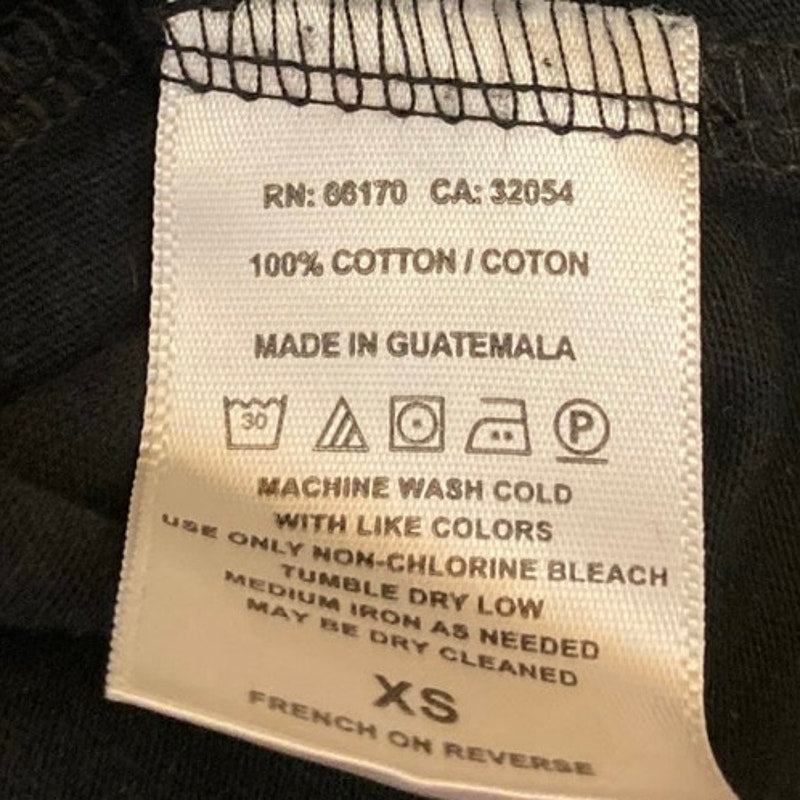 RN: 66170 CA: 32054
100% COTTON / COTON
MADE IN GUATEMALA
30 P
MACHINE WASH COLD
WITH LIKE COLORS
USE ONLY NON-CHLORINE BLEACH
TUMBLE DRY LOW
MEDIUM IRON AS NEEDED
MAY BE DRY CLEANED
XS
FRENCH ON REVERSE